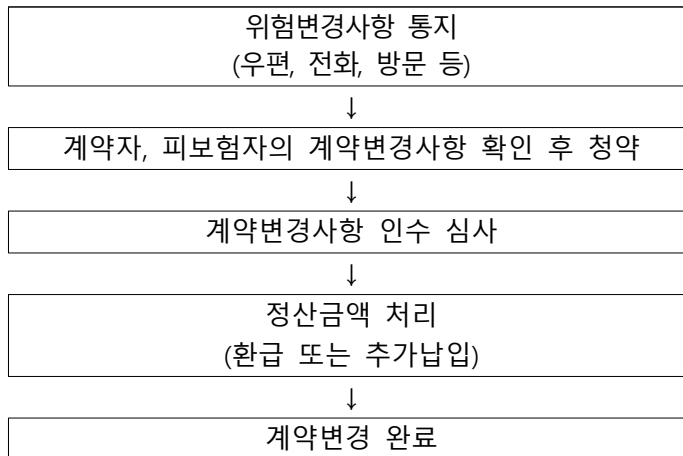 위험변경사항 통지
(우편, 전화, 방문 등)
↓
계약자, 피보험자의 계약변경사항 확인 후 청약
↓
계약변경사항 인수 심사
↓
정산금액 처리
(환급 또는 추가납입)
↓
계약변경 완료